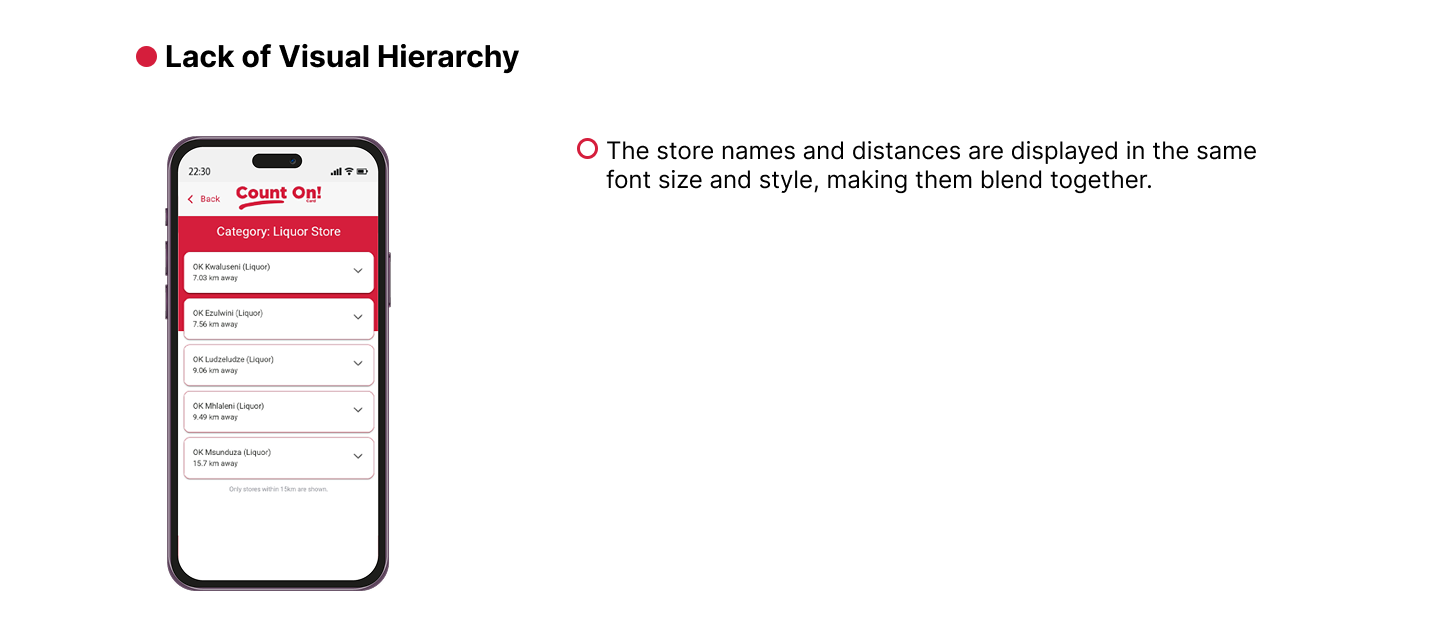 Lack of Visual Hierarchy
22:30
Back
Count On!
Card
Category: Liquor Store
OK Kwaluseni (Liquor)
7.03 km away
OK Ezulwini (Liquor)
7.56 km away
OK Ludzeludze (Liquor)
9.06 km away
OK Mhlaleni (Liquor)
9.49 km away
OK Msunduza (Liquor)
15.7 km away
Only stores within 15km are shown.
The store names and distances are displayed in the same
font size and style, making them blend together.